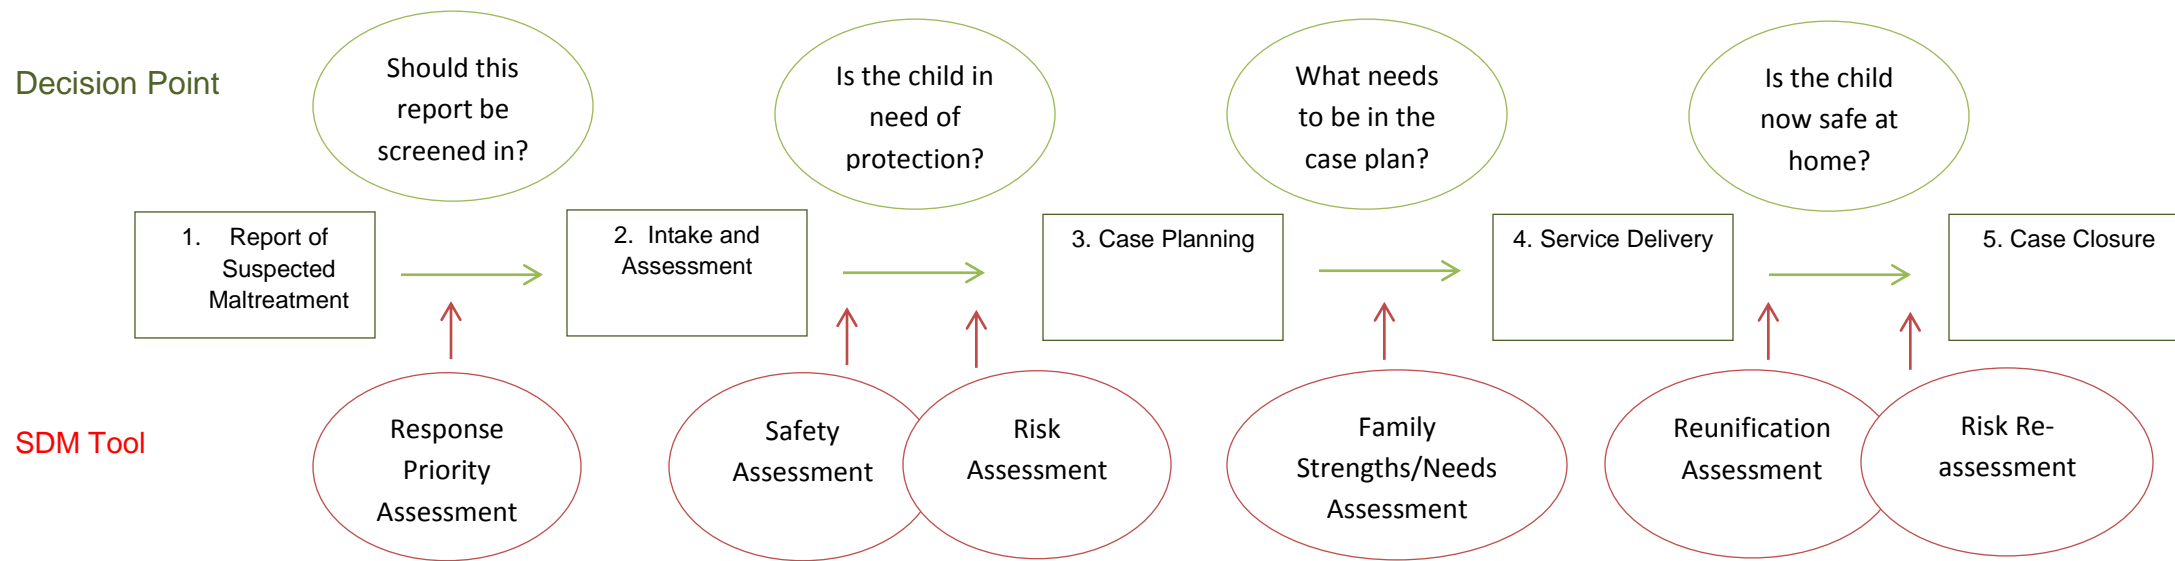 Decision Point
Should this
report be
screened in?
Is the child in
need of
protection?
What needs
to be in the
case plan?
Is the child
now safe at
home?
1. Report of
Suspected
Maltreatment
2. Intake and
Assessment
3. Case Planning
4. Service Delivery
5. Case Closure
SDM Tool
Response
Priority
Assessment
Safety
Assessment
Risk
Assessment
Family
Strengths/Needs
Assessment
Reunification
Assessment
Risk Re-
assessment